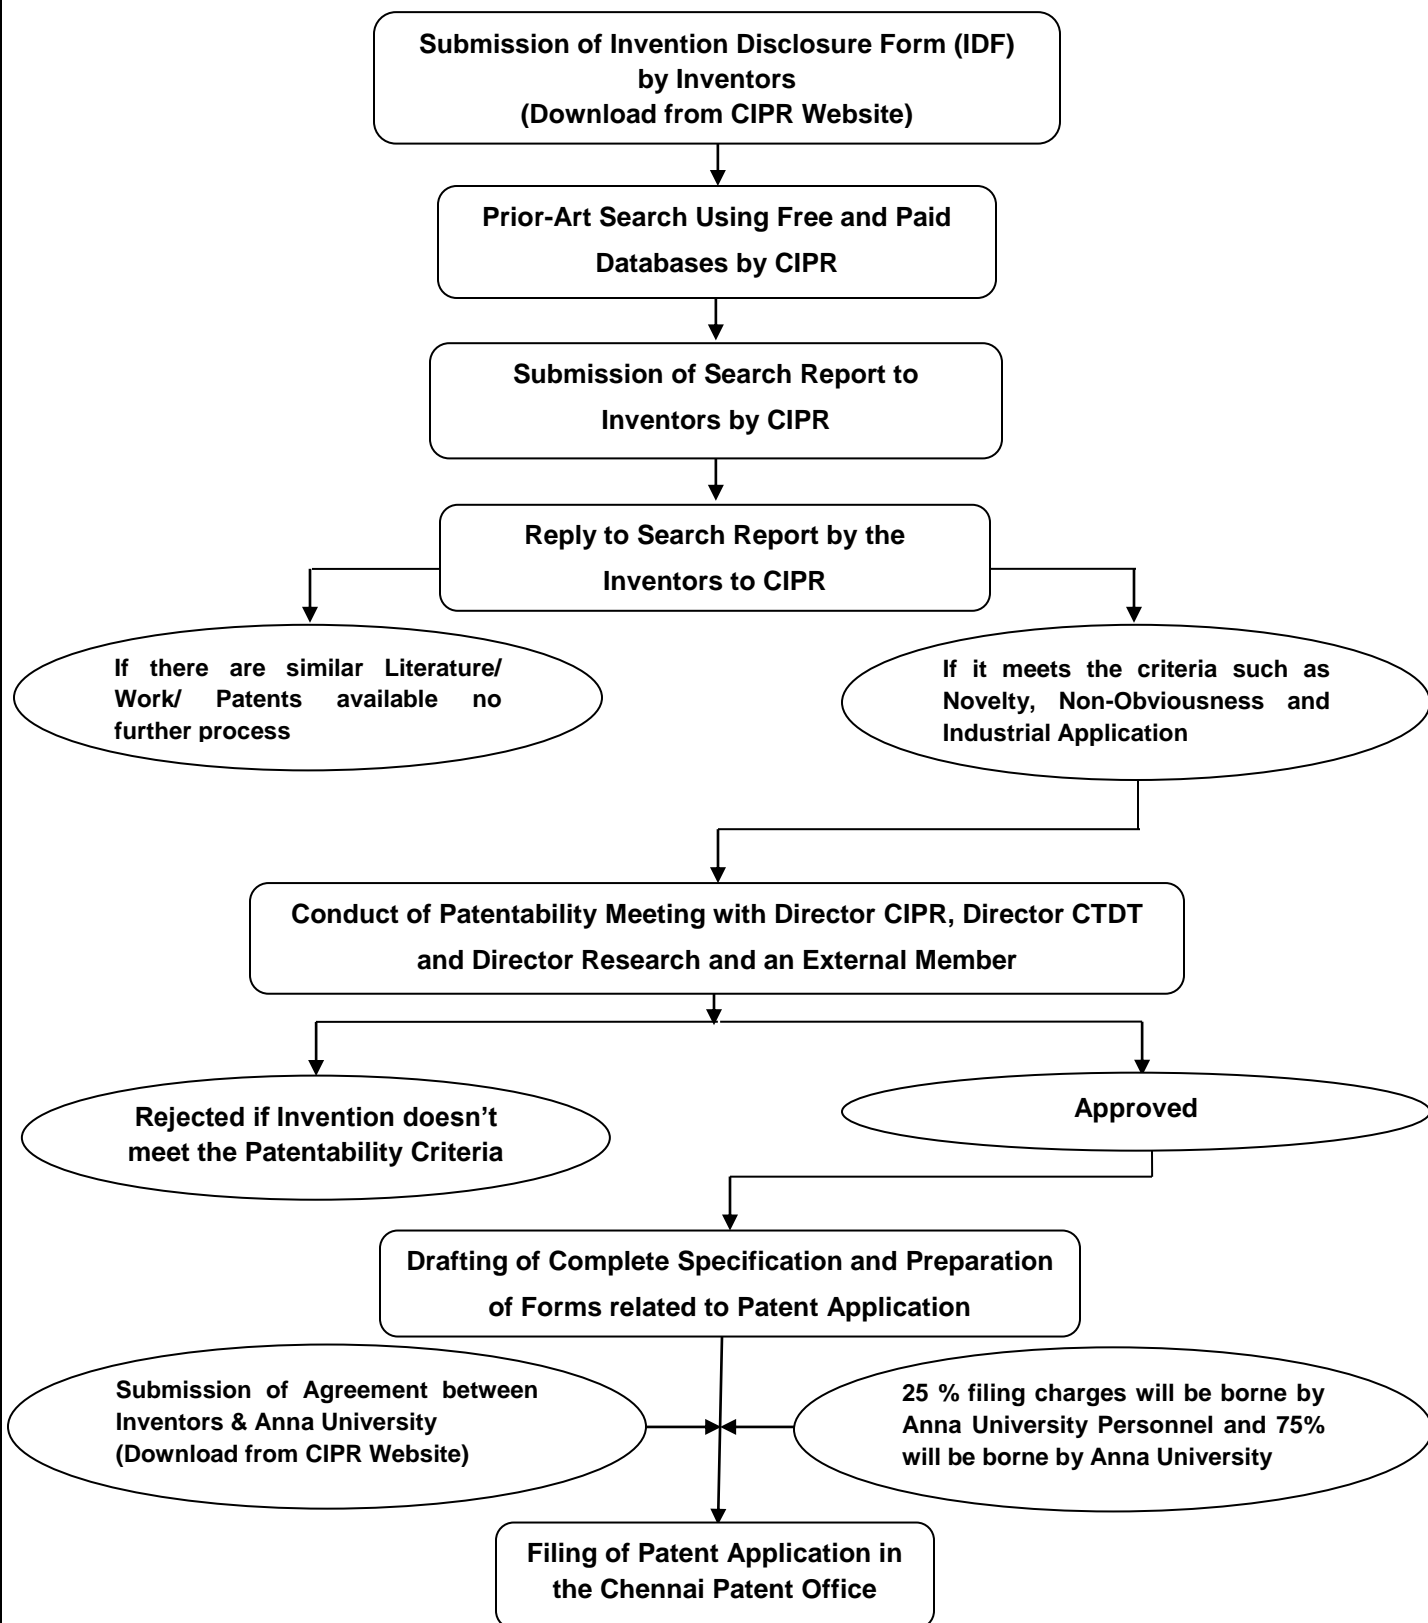 Submission of Invention Disclosure Form (IDF)
by Inventors
(Download from CIPR Website)
Prior-Art Search Using Free and Paid
Databases by CIPR
Submission of Search Report to
Inventors by CIPR
Reply to Search Report by the
Inventors to CIPR
If there are similar Literature/
Work/ Patents available no
further process
If it meets the criteria such as
Novelty, Non-Obviousness and
Industrial Application
Conduct of Patentability Meeting with Director CIPR, Director CTDT
and Director Research and an External Member
Rejected if Invention doesn’t
meet the Patentability Criteria
Approved
Drafting of Complete Specification and Preparation
of Forms related to Patent Application
Submission of Agreement between
Inventors & Anna University
(Download from CIPR Website)
25 % filing charges will be borne by
Anna University Personnel and 75%
will be borne by Anna University
Filing of Patent Application in
the Chennai Patent Office